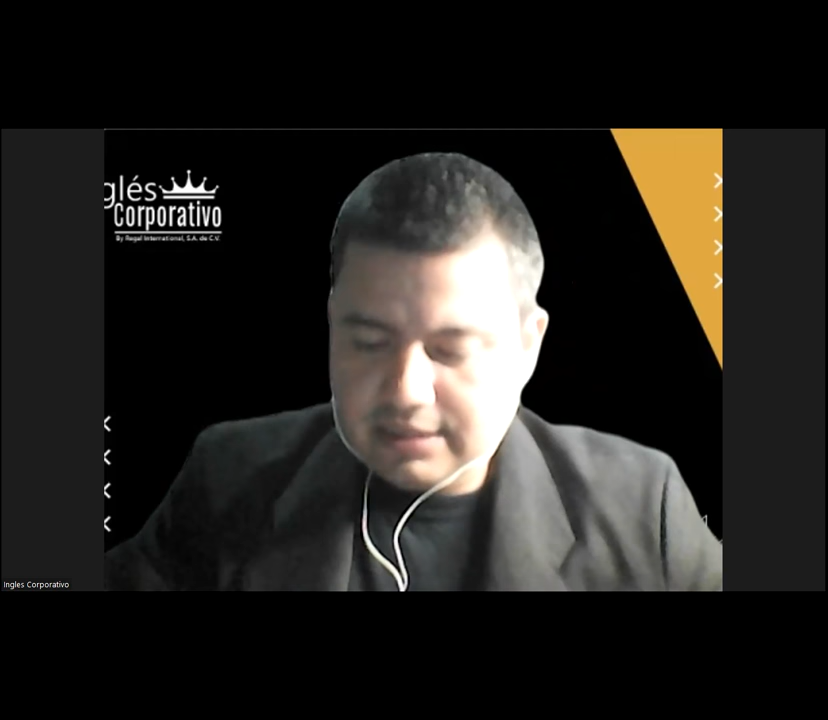 glés
Corporativo
By Regal International, S.A. de C.V.
Ingles Corporativo